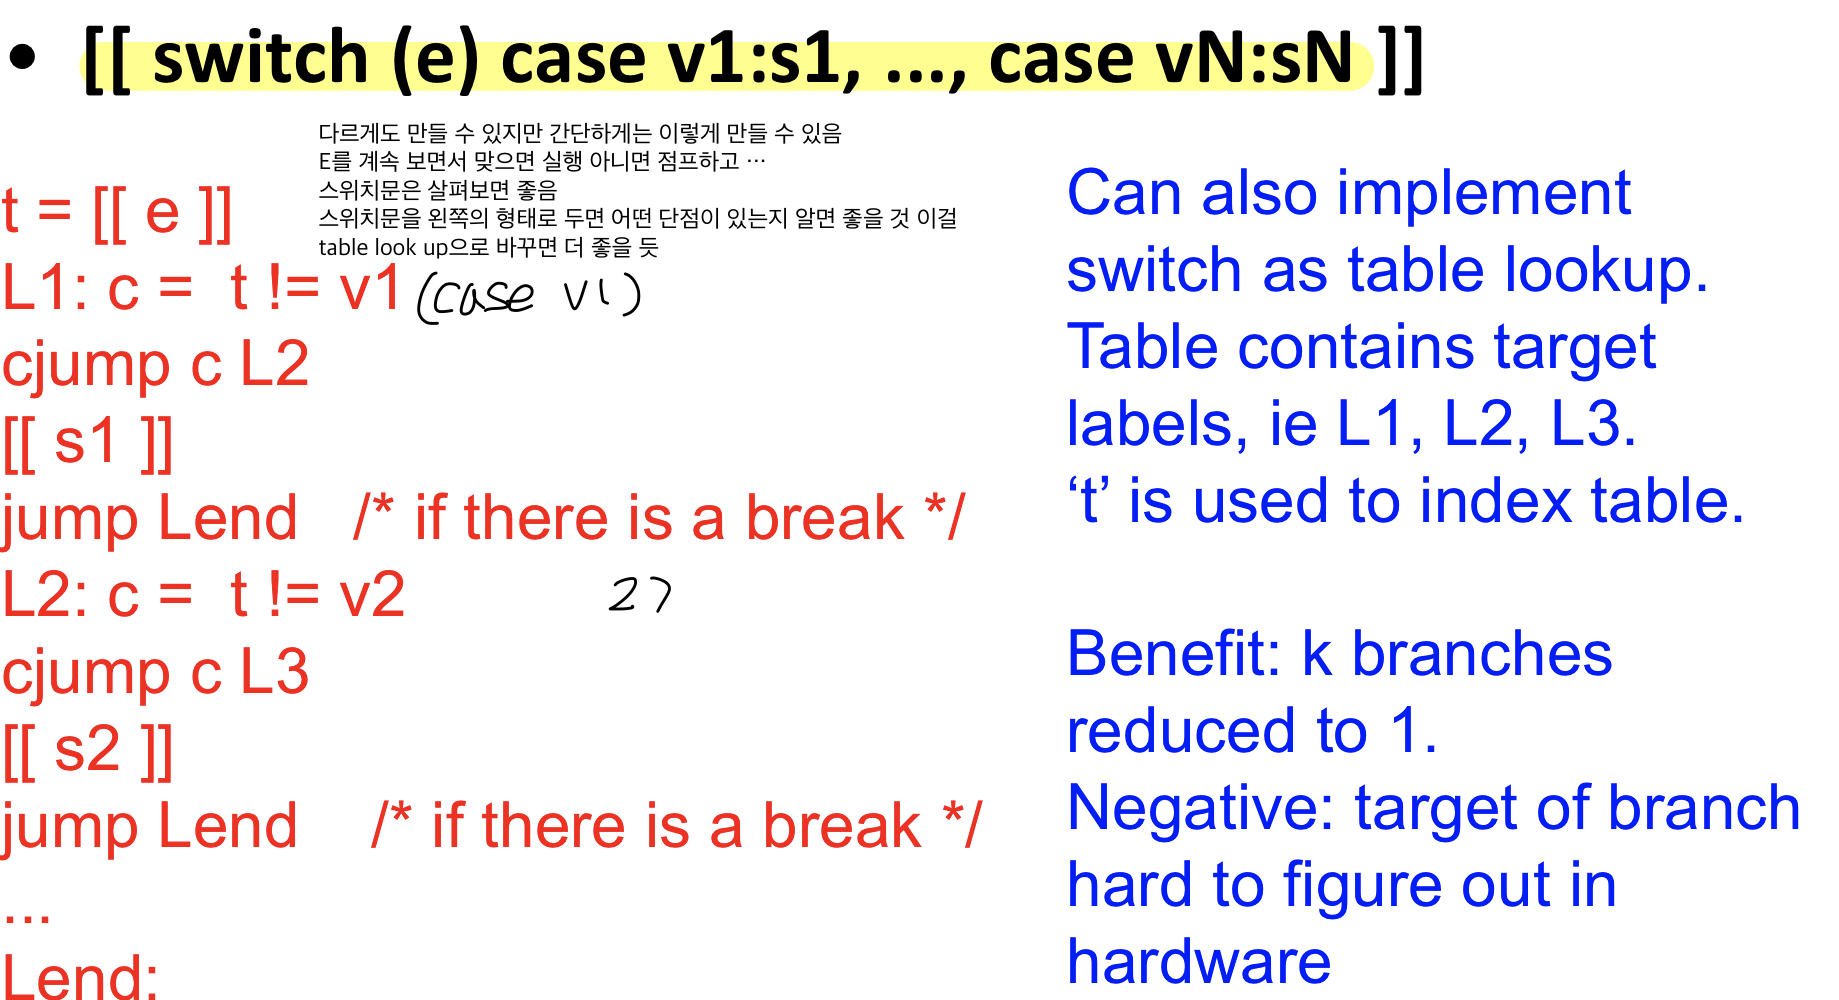 • [[ switch (e) case v1:s1, ..., case vN:sN ]]
다르게도 만들 수 있지만 간단하게는 이렇게 만들 수 있음
E를 계속 보면서 맞으면 실행 아니면 점프하고 …
스위치문은 살펴보면 좋음
스위치문을 왼쪽의 형태로 두면 어떤 단점이 있는지 알면 좋을 것 이걸
table look up으로 바꾸면 더 좋을 듯
t = [[ e ]]
L1: c = t != v1 (case v1)
cjump c L2
[[ s1 ]]
jump Lend /* if there is a break */
L2: c = t != v2
cjump c L3
[[ s2 ]]
jump Lend /* if there is a break */
...
Lend:
Can also implement
switch as table lookup.
Table contains target
labels, ie L1, L2, L3.
‘t’ is used to index table.
Benefit: k branches
reduced to 1.
Negative: target of branch
hard to figure out in
hardware